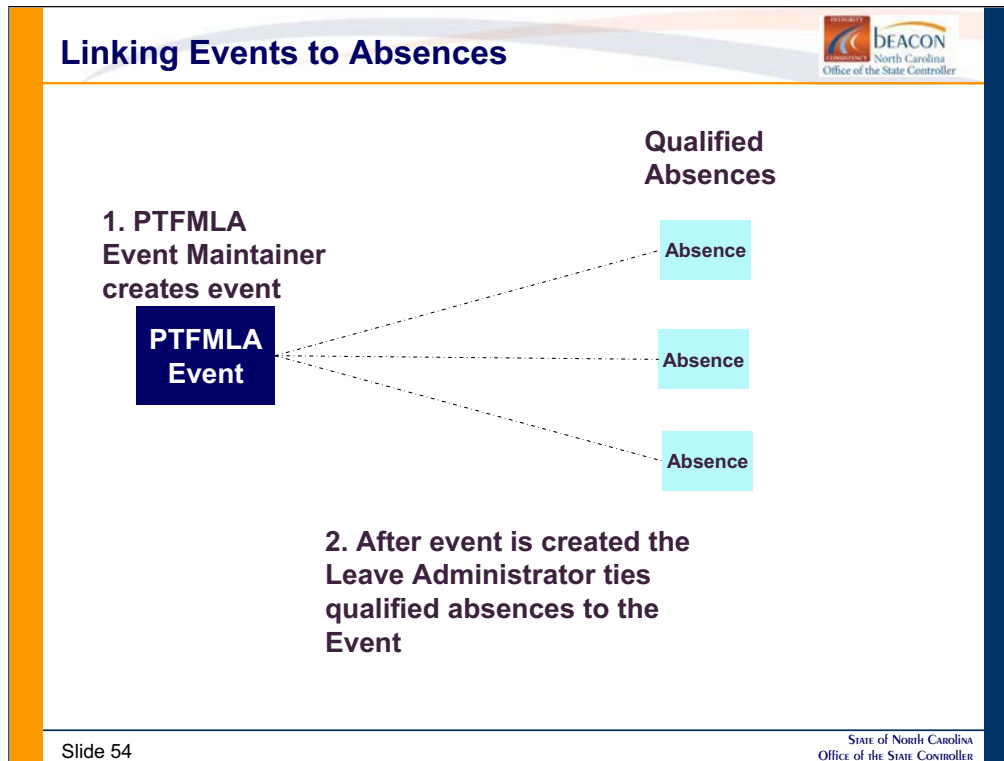 Linking Events to Absences
INTEGRITY
CONSISTENCY
beacon
North Carolina
Office of the State Controller
Qualified
Absences
1. PTFMLA
Event Maintainer
creates event
PTFMLA
Event
Absence
Absence
Absence
2. After event is created the
Leave Administrator ties
qualified absences to the
Event
Slide 54
State of North Carolina
Office of the State Controller